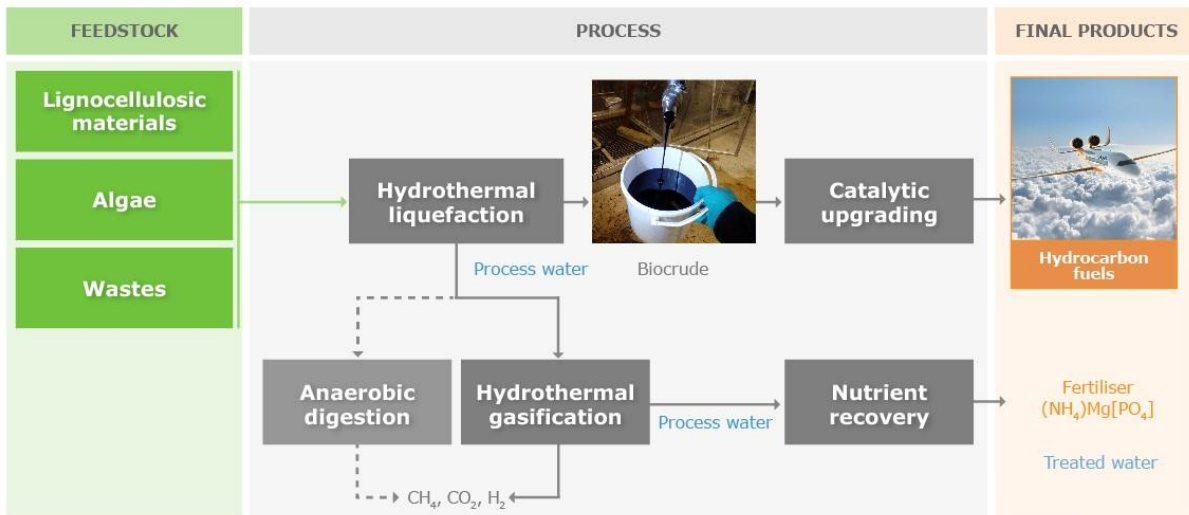 FEEDSTOCK
PROCESS
FINAL PRODUCTS
Lignocellulosic
materials
Algae
Wastes
Hydrothermal
liquefaction
Catalytic
upgrading
Hydrocarbon
fuels
Process water
Biocrude
Anaerobic
digestion
Hydrothermal
gasification
Process water
Nutrient
recovery
Fertiliser
(NH₄)Mg[PO₄]
Treated water
CH₄, CO₂, H₂